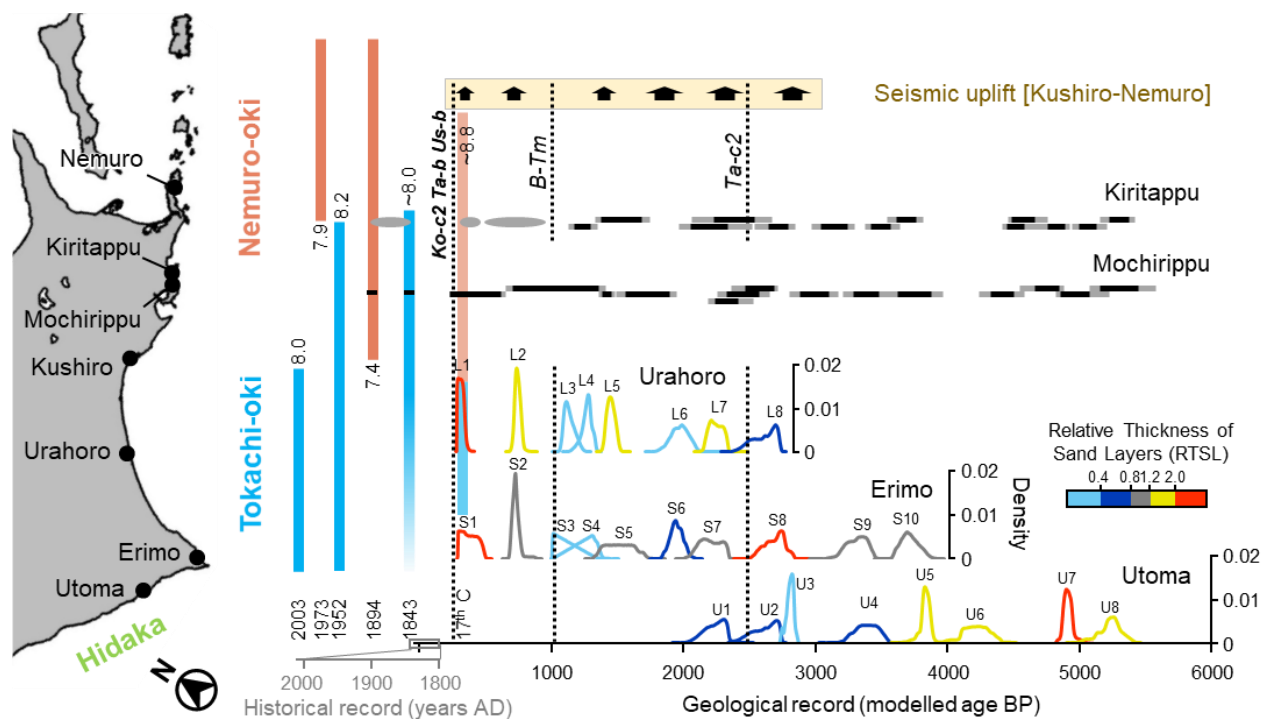 Nemuro
Kiritappu
Mochirippu
Kushiro
Urahoro
Erimo
Utoma
Hidaka
N
Nemuro-oki
Tokachi-oki
8.0
7.9
8.2
7.4
~8.0
~8.8
2003
1973
1952
1894
1843
17th C
Ko-c2 Ta-b Us-b
B-Tm
Ta-c2
Seismic uplift [Kushiro-Nemuro]
Kiritappu
Mochirippu
L1
L2
L3
L4
L5
L6
L7
L8
Urahoro
0.02
0.01
0
S1
S2
S3
S4
S5
S6
S7
S8
S9
S10
Erimo
0.02
0.01
0
Density
Relative Thickness of
Sand Layers (RTSL)
0.4
0.8
1.2
2.0
U1
U2
U3
U4
U5
U6
U7
U8
Utoma
0.02
0.01
0
2000
1900
1800
Historical record (years AD)
1000
2000
3000
4000
5000
6000
Geological record (modelled age BP)